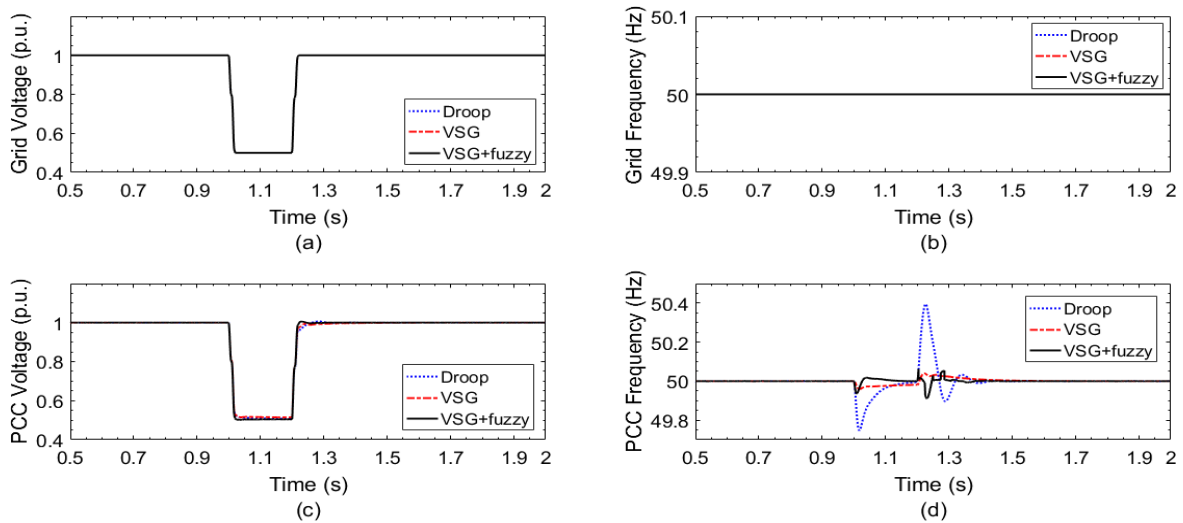 Grid Voltage (p.u.)
1
0.8
0.6
0.4
Droop
VSG
VSG+fuzzy
0.5 0.7 0.9 1.1 1.3 1.5 1.7 1.9 2
Time (s)
(a)
Grid Frequency (Hz)
50.1
50
49.9
Droop
VSG
VSG+fuzzy
0.5 0.7 0.9 1.1 1.3 1.5 1.7 1.9 2
Time (s)
(b)
PCC Voltage (p.u.)
1
0.8
0.6
0.4
Droop
VSG
VSG+fuzzy
0.5 0.7 0.9 1.1 1.3 1.5 1.7 1.9 2
Time (s)
(c)
PCC Frequency (Hz)
50.4
50.2
50
49.8
Droop
VSG
VSG+fuzzy
0.5 0.7 0.9 1.1 1.3 1.5 1.7 1.9 2
Time (s)
(d)